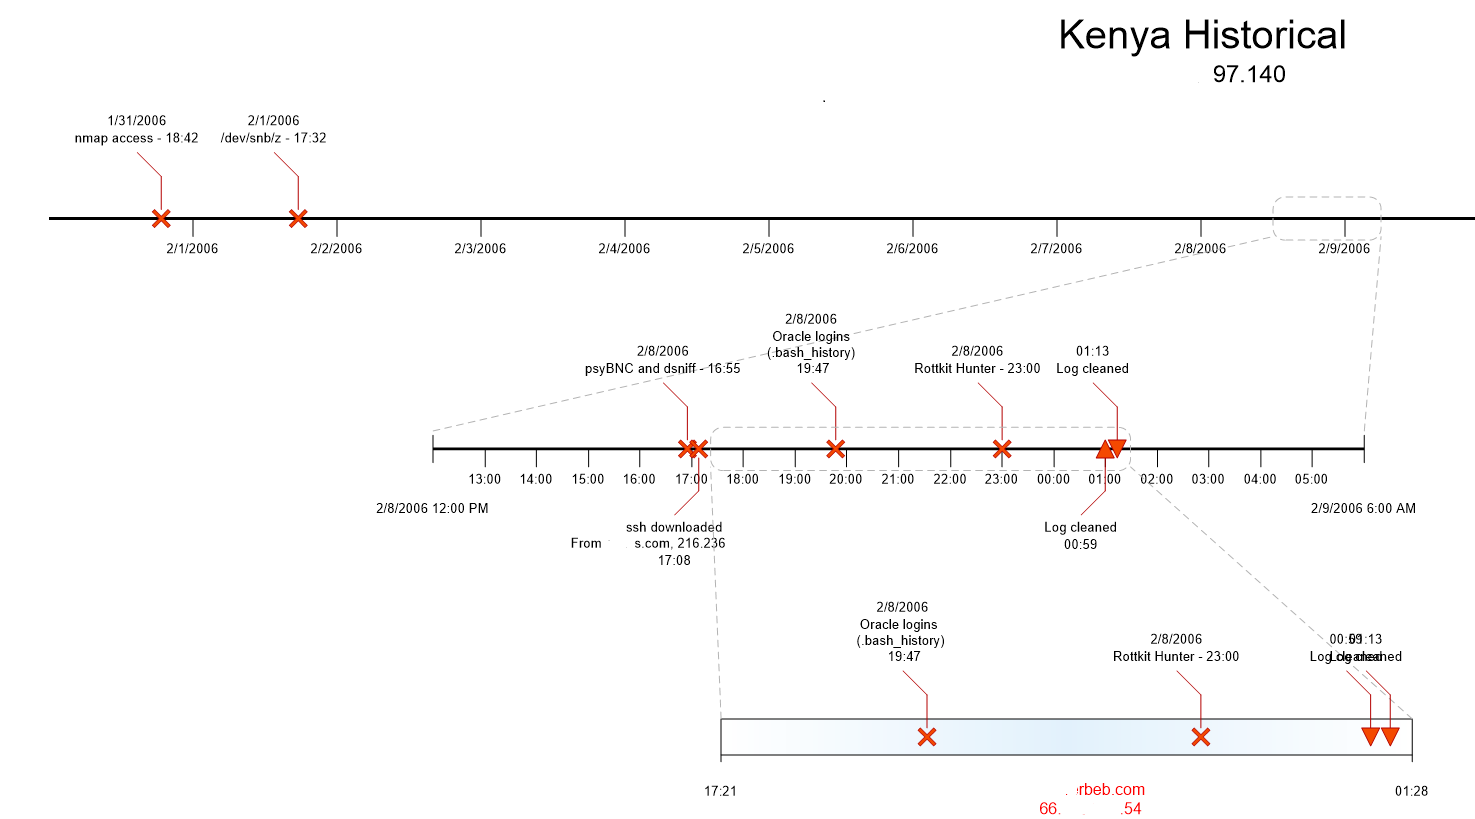 Kenya Historical
97.140
1/31/2006
nmap access - 18:42
2/1/2006
/dev/snb/z - 17:32
2/1/2006
2/2/2006
2/3/2006
2/4/2006
2/5/2006
2/6/2006
2/7/2006
2/8/2006
2/9/2006
2/8/2006
psyBNC and dsniff - 16:55
2/8/2006
Oracle logins
(.bash_history)
19:47
2/8/2006
Rottkit Hunter - 23:00
01:13
Log cleaned
13:00
14:00
15:00
16:00
17:00
18:00
19:00
20:00
21:00
22:00
23:00
00:00
01:00
02:00
03:00
04:00
05:00
2/8/2006 12:00 PM
2/9/2006 6:00 AM
ssh downloaded
From s.com, 216.236
17:08
Log cleaned
00:59
2/8/2006
Oracle logins
(.bash_history)
19:47
2/8/2006
Rottkit Hunter - 23:00
00:59
Log cleaned
01:13
Log cleaned
17:21
01:28
rbeb.com
66. .54